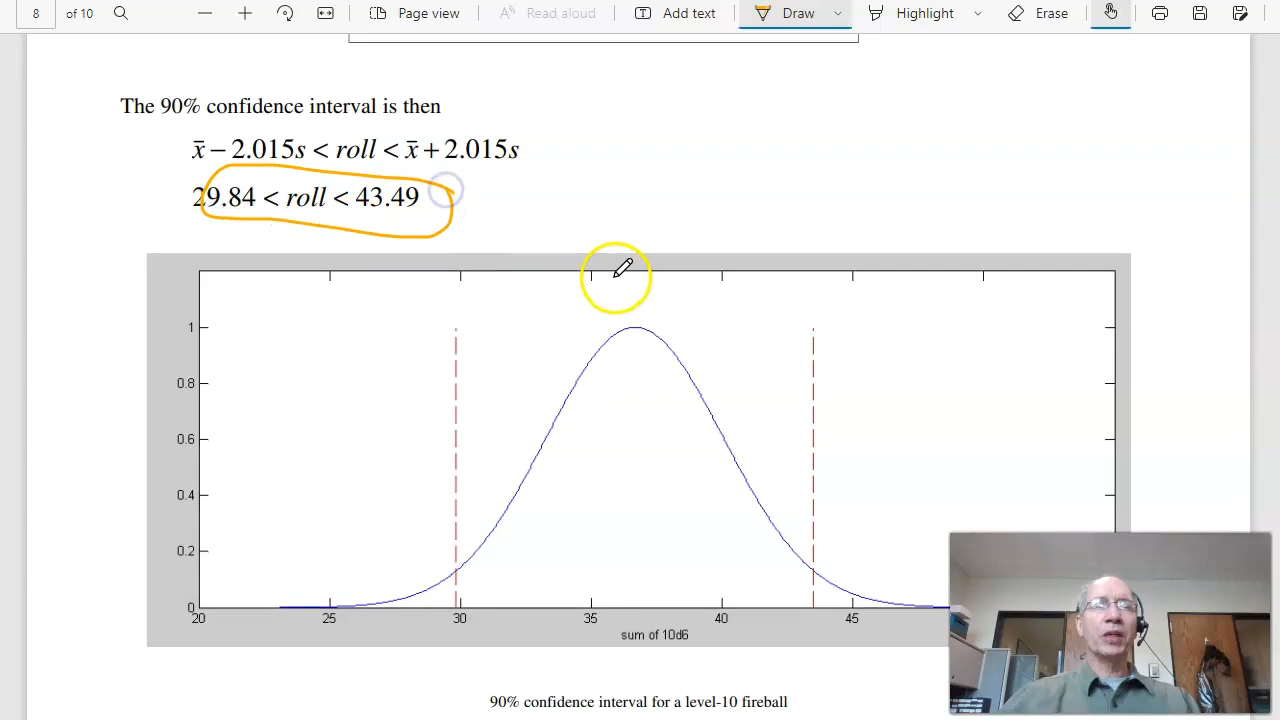 8 of 10 Page view Read aloud Add text Draw Highlight Erase
The 90% confidence interval is then
x̄ − 2.015s < roll < x̄ + 2.015s
29.84 < roll < 43.49
1
0.8
0.6
0.4
0.2
0
20 25 30 35 40 45
sum of 10d6
90% confidence interval for a level-10 fireball